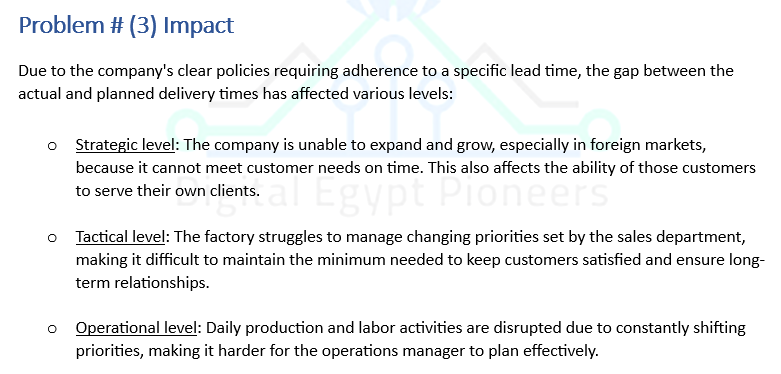 Problem # (3) Impact
Due to the company's clear policies requiring adherence to a specific lead time, the gap between the
actual and planned delivery times has affected various levels:
o Strategic level: The company is unable to expand and grow, especially in foreign markets,
because it cannot meet customer needs on time. This also affects the ability of those customers
to serve their own clients.
Digital Egypt Pioneers
o Tactical level: The factory struggles to manage changing priorities set by the sales department,
making it difficult to maintain the minimum needed to keep customers satisfied and ensure long-
term relationships.
o Operational level: Daily production and labor activities are disrupted due to constantly shifting
priorities, making it harder for the operations manager to plan effectively.